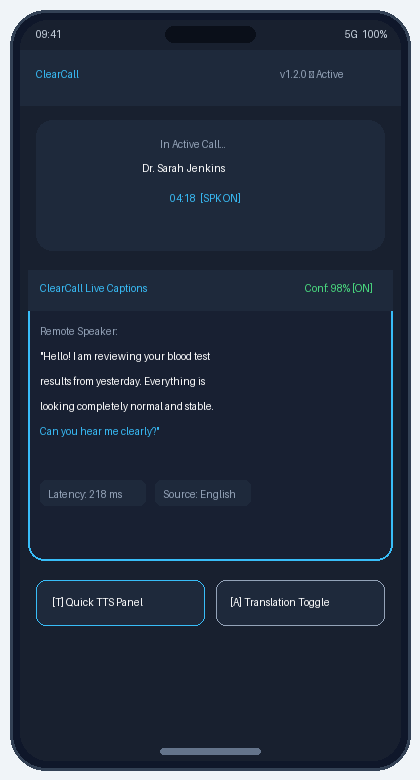 09:41
5G 100%
ClearCall
v1.2.0 Active
In Active Call...
Dr. Sarah Jenkins
04:18 [SPK ON]
ClearCall Live Captions
Conf: 98% [ON]
Remote Speaker:
"Hello! I am reviewing your blood test
results from yesterday. Everything is
looking completely normal and stable.
Can you hear me clearly?"
Latency: 218 ms
Source: English
[T] Quick TTS Panel
[A] Translation Toggle